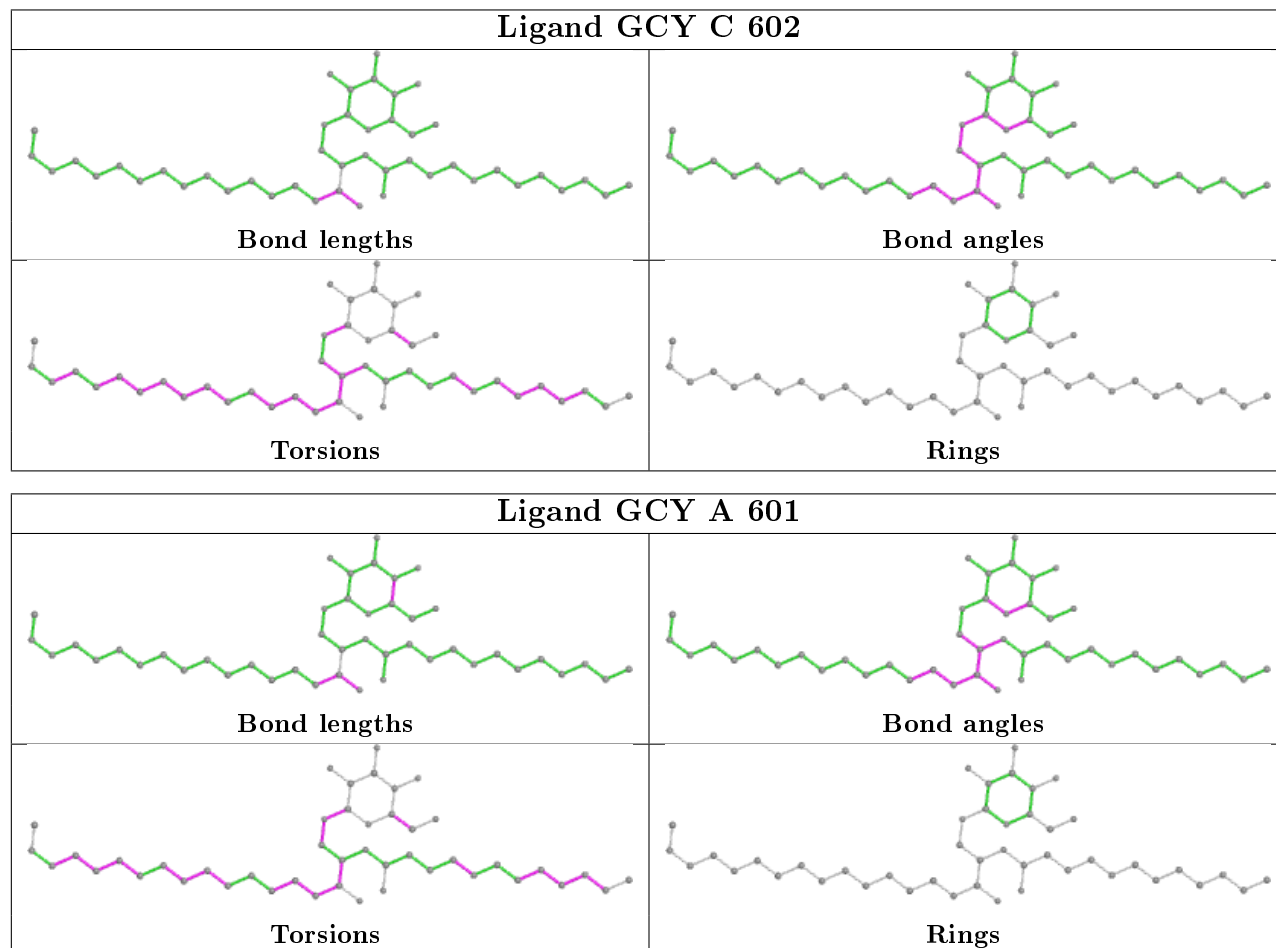 Ligand GCY C 602
Bond lengths
Bond angles
Torsions
Rings
Ligand GCY A 601
Bond lengths
Bond angles
Torsions
Rings